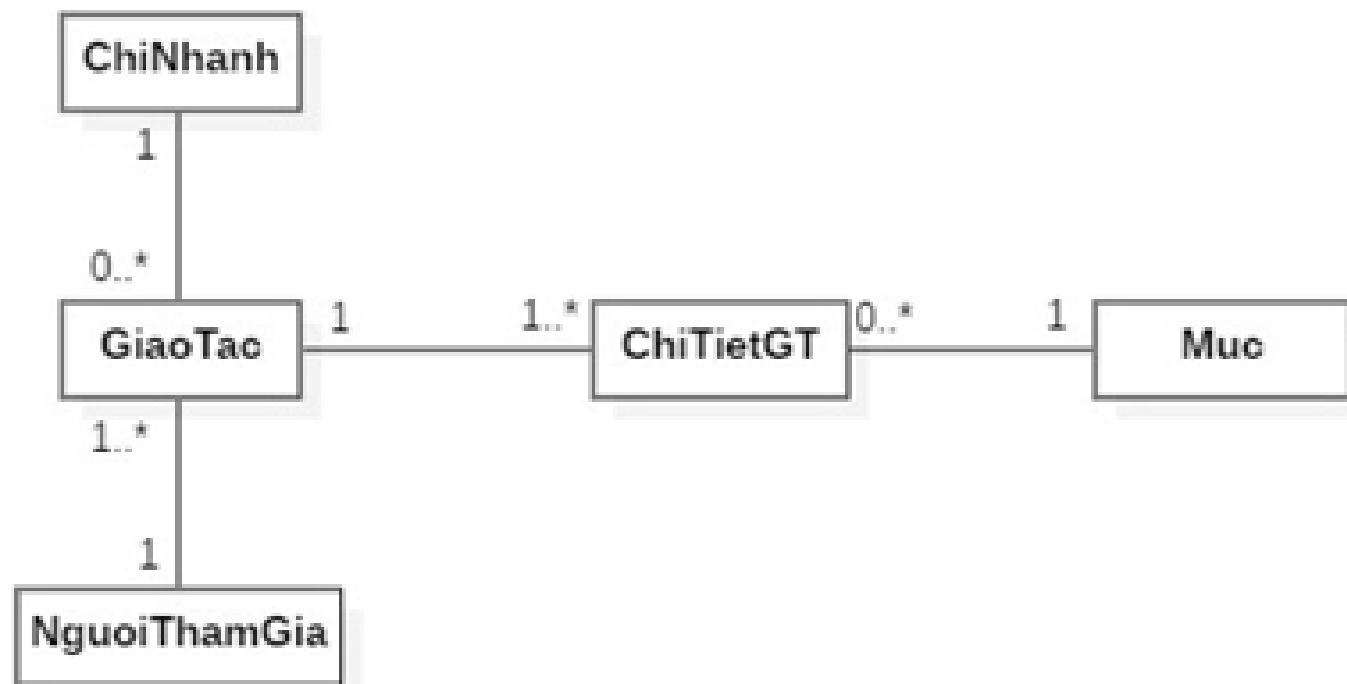 ChiNhanh
1
0..*
GiaoTac
1
1..*
ChiTietGT
0..*
1
Muc
1..*
1
NguoiThamGia